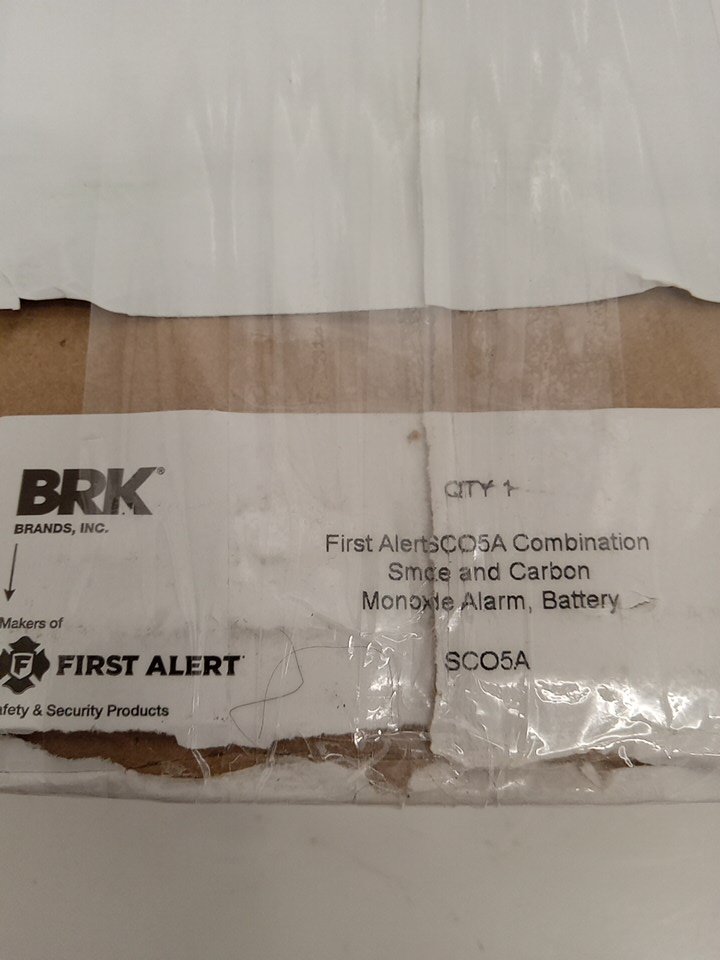 BRK®
BRANDS, INC.
Makers of
F FIRST ALERT
afety & Security Products
QITY 1
First AlertSCO5A Combination
Smoe and Carbon
Monoxde Alarm, Battery
SCO5A